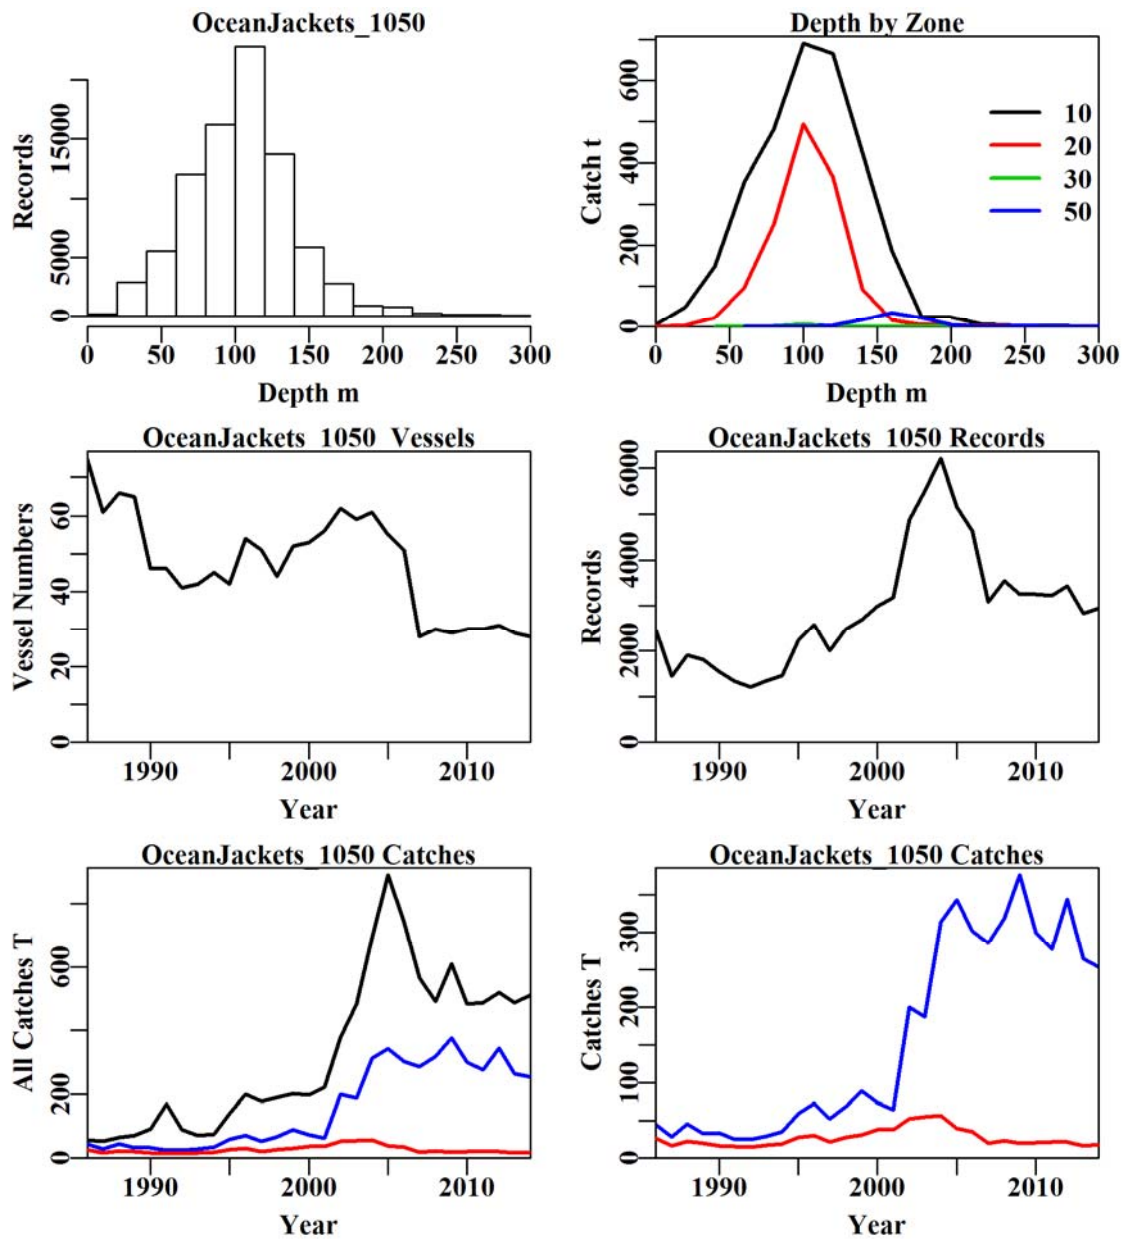 OceanJackets_1050
Records
0
5000
15000
0 50 100 150 200 250 300
Depth m
Depth by Zone
Catch t
0
200
400
600
10
20
30
50
0 50 100 150 200 250 300
Depth m
OceanJackets_1050_Vessels
Vessel Numbers
0
20
40
60
1990 2000 2010
Year
OceanJackets_1050 Records
Records
0
2000
4000
6000
1990 2000 2010
Year
OceanJackets_1050 Catches
All Catches T
0
200
600
1990 2000 2010
Year
OceanJackets_1050 Catches
Catches T
0
100
200
300
1990 2000 2010
Year